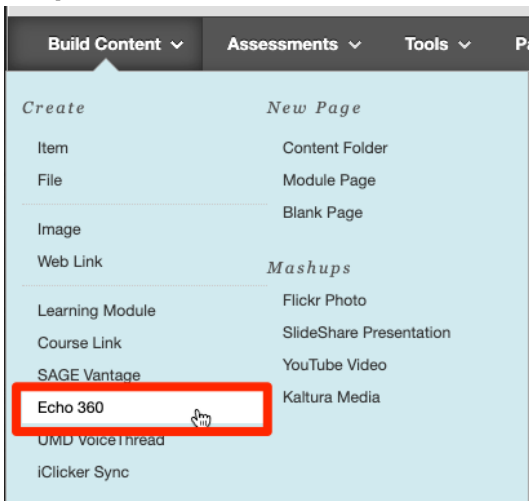 Build Content
Assessments
Tools
Create
Item
File
Image
Web Link
Learning Module
Course Link
SAGE Vantage
Echo 360
UMD VoiceThread
iClicker Sync
New Page
Content Folder
Module Page
Blank Page
Mashups
Flickr Photo
SlideShare Presentation
YouTube Video
Kaltura Media